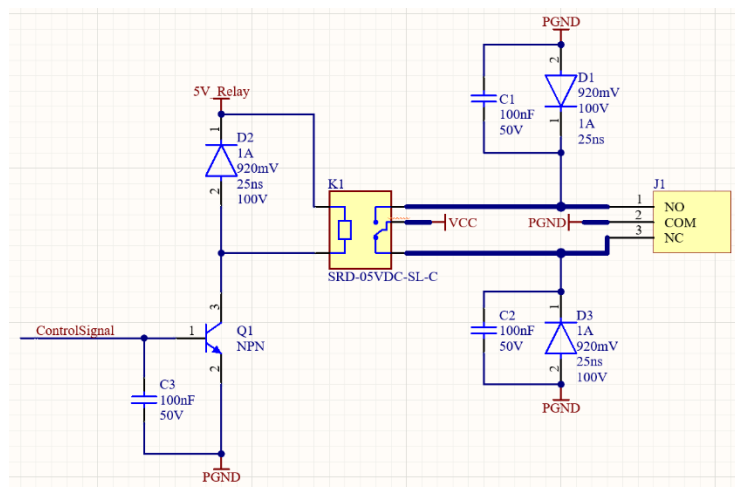 PGND
2
D1
920mV
100V
1A
25ns
1
C1
100nF
50V
5V_Relay
1
D2
1A
920mV
25ns
100V
2
K1
SRD-05VDC-SL-C
VCC
PGND
J1
1 NO
2 COM
3 NC
ControlSignal
1
3
Q1
NPN
2
C3
100nF
50V
PGND
C2
100nF
50V
1
D3
1A
920mV
25ns
100V
2
PGND